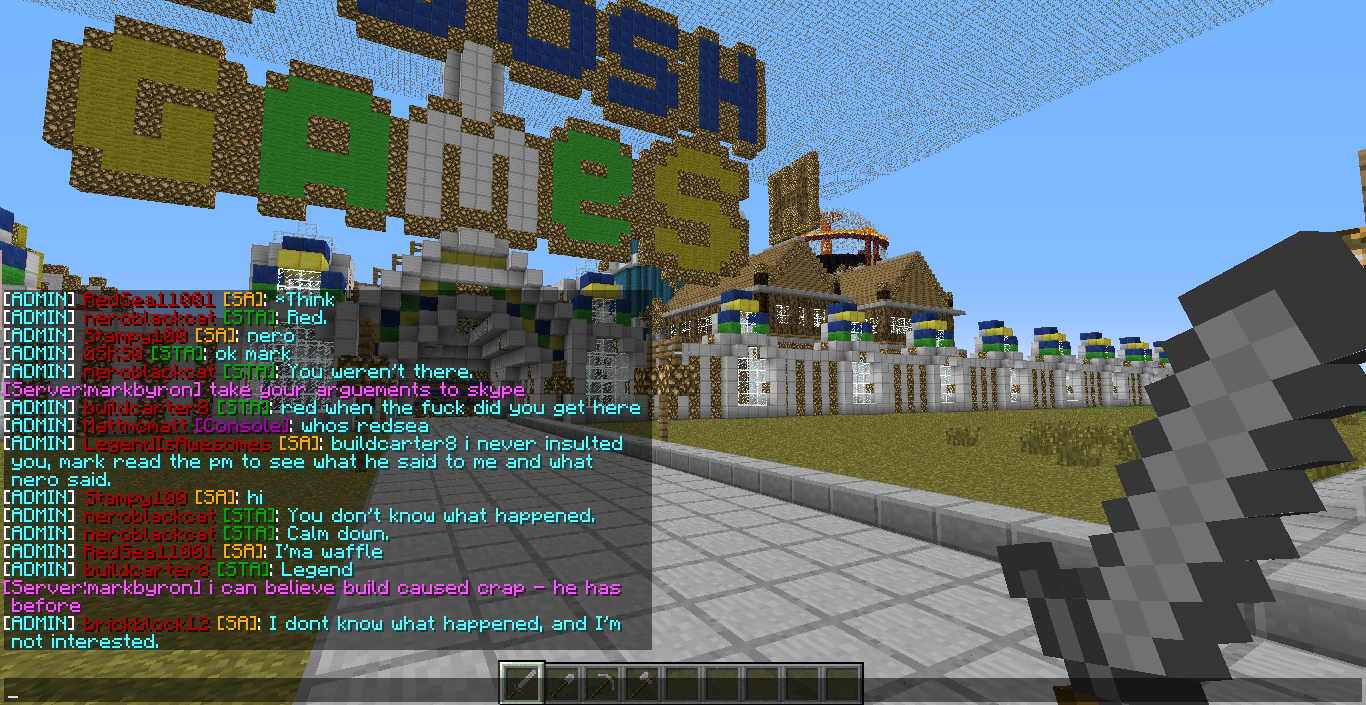 OSH
GAMeS
[ADMIN] RedSea11001 [SA]: *Think
[ADMIN] neroblackcat [STA]: Red.
[ADMIN] Stampy100 [SA]: nero
[ADMIN] 05K50 [STA]: ok mark
[ADMIN] neroblackcat [STA]: You weren't there.
[Server:markbyron] take your arguements to skype
[ADMIN] buildcarter8 [STA]: red when the fuck did you get here
[ADMIN] Mattmcmatt [Console]: whos redsea
[ADMIN] LegendIsAwesomes [SA]: buildcarter8 i never insulted
you, mark read the pm to see what he said to me and what
nero said.
[ADMIN] Stampy100 [SA]: hi
[ADMIN] neroblackcat [STA]: You don't know what happened.
[ADMIN] neroblackcat [STA]: Calm down.
[ADMIN] RedSea11001 [SA]: I'ma waffle
[ADMIN] buildcarter8 [STA]: Legend
[Server:markbyron] i can believe build caused crap - he has
before
[ADMIN] brickblock12 [SA]: I dont know what happened, and I'm
not interested.
_